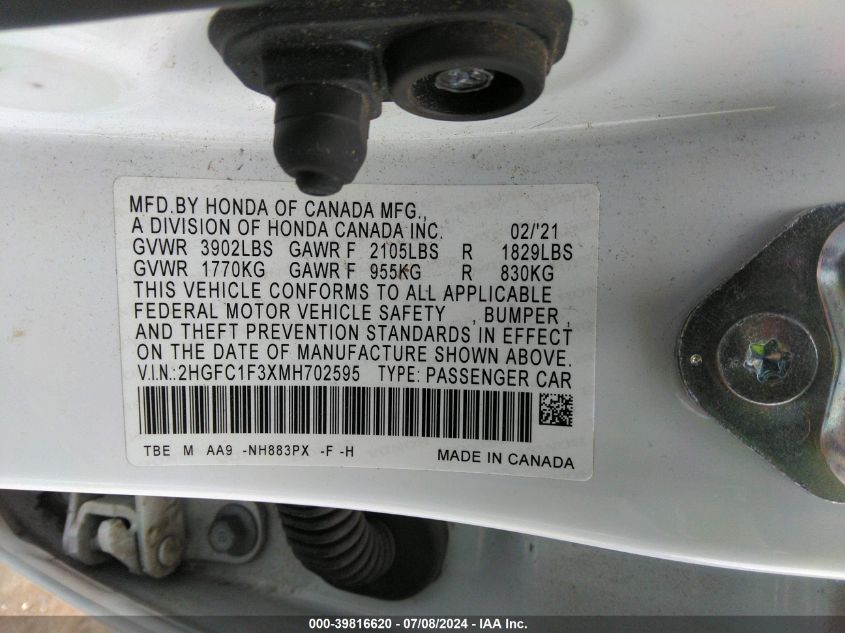 MFD.BY HONDA OF CANADA MFG.,
A DIVISION OF HONDA CANADA INC. 02/'21
GVWR 3902LBS GAWR F 2105LBS R 1829LBS
GVWR 1770KG GAWR F 955KG R 830KG
THIS VEHICLE CONFORMS TO ALL APPLICABLE
FEDERAL MOTOR VEHICLE SAFETY , BUMPER ,
AND THEFT PREVENTION STANDARDS IN EFFECT
ON THE DATE OF MANUFACTURE SHOWN ABOVE.
V.I.N.:2HGFC1F3XMH702595 TYPE: PASSENGER CAR
TBE M AA9 -NH883PX -F -H MADE IN CANADA
000-39816620 - 07/08/2024 - IAA Inc.